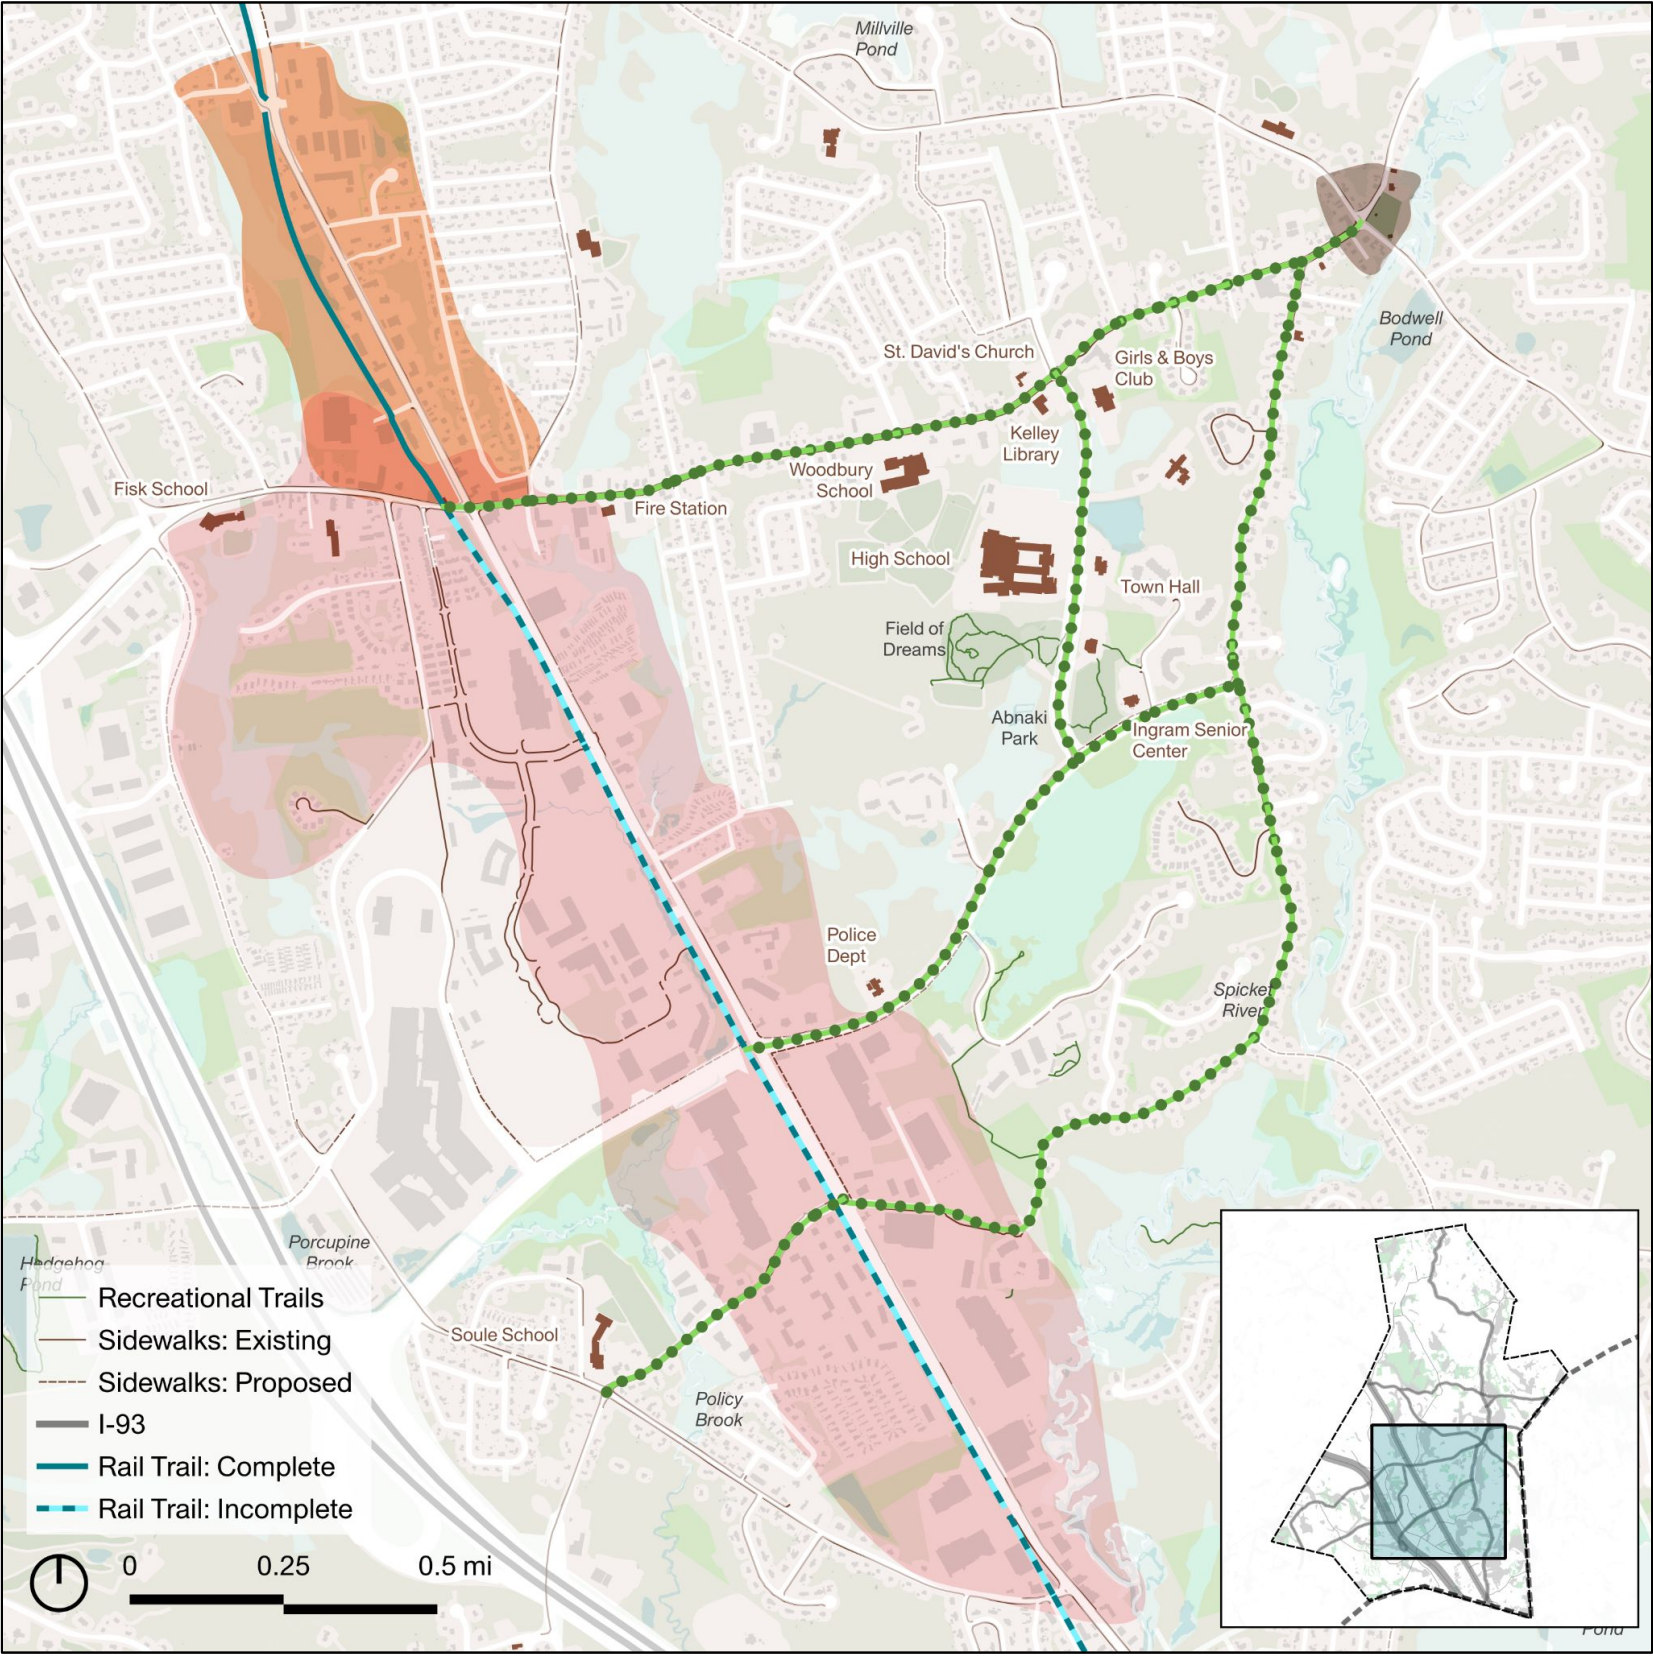 Millville
Pond
Bodwell
Pond
St. David's Church
Girls & Boys
Club
Kelley
Library
Woodbury
School
Fisk School
Fire Station
High School
Town Hall
Field of
Dreams
Abnaki
Park
Ingram Senior
Center
Police
Dept
Spicket
River
Porcupine
Brook
Hedgehog
Pond
Soule School
Policy
Brook
Recreational Trails
Sidewalks: Existing
Sidewalks: Proposed
I-93
Rail Trail: Complete
Rail Trail: Incomplete
0 0.25 0.5 mi
Pond